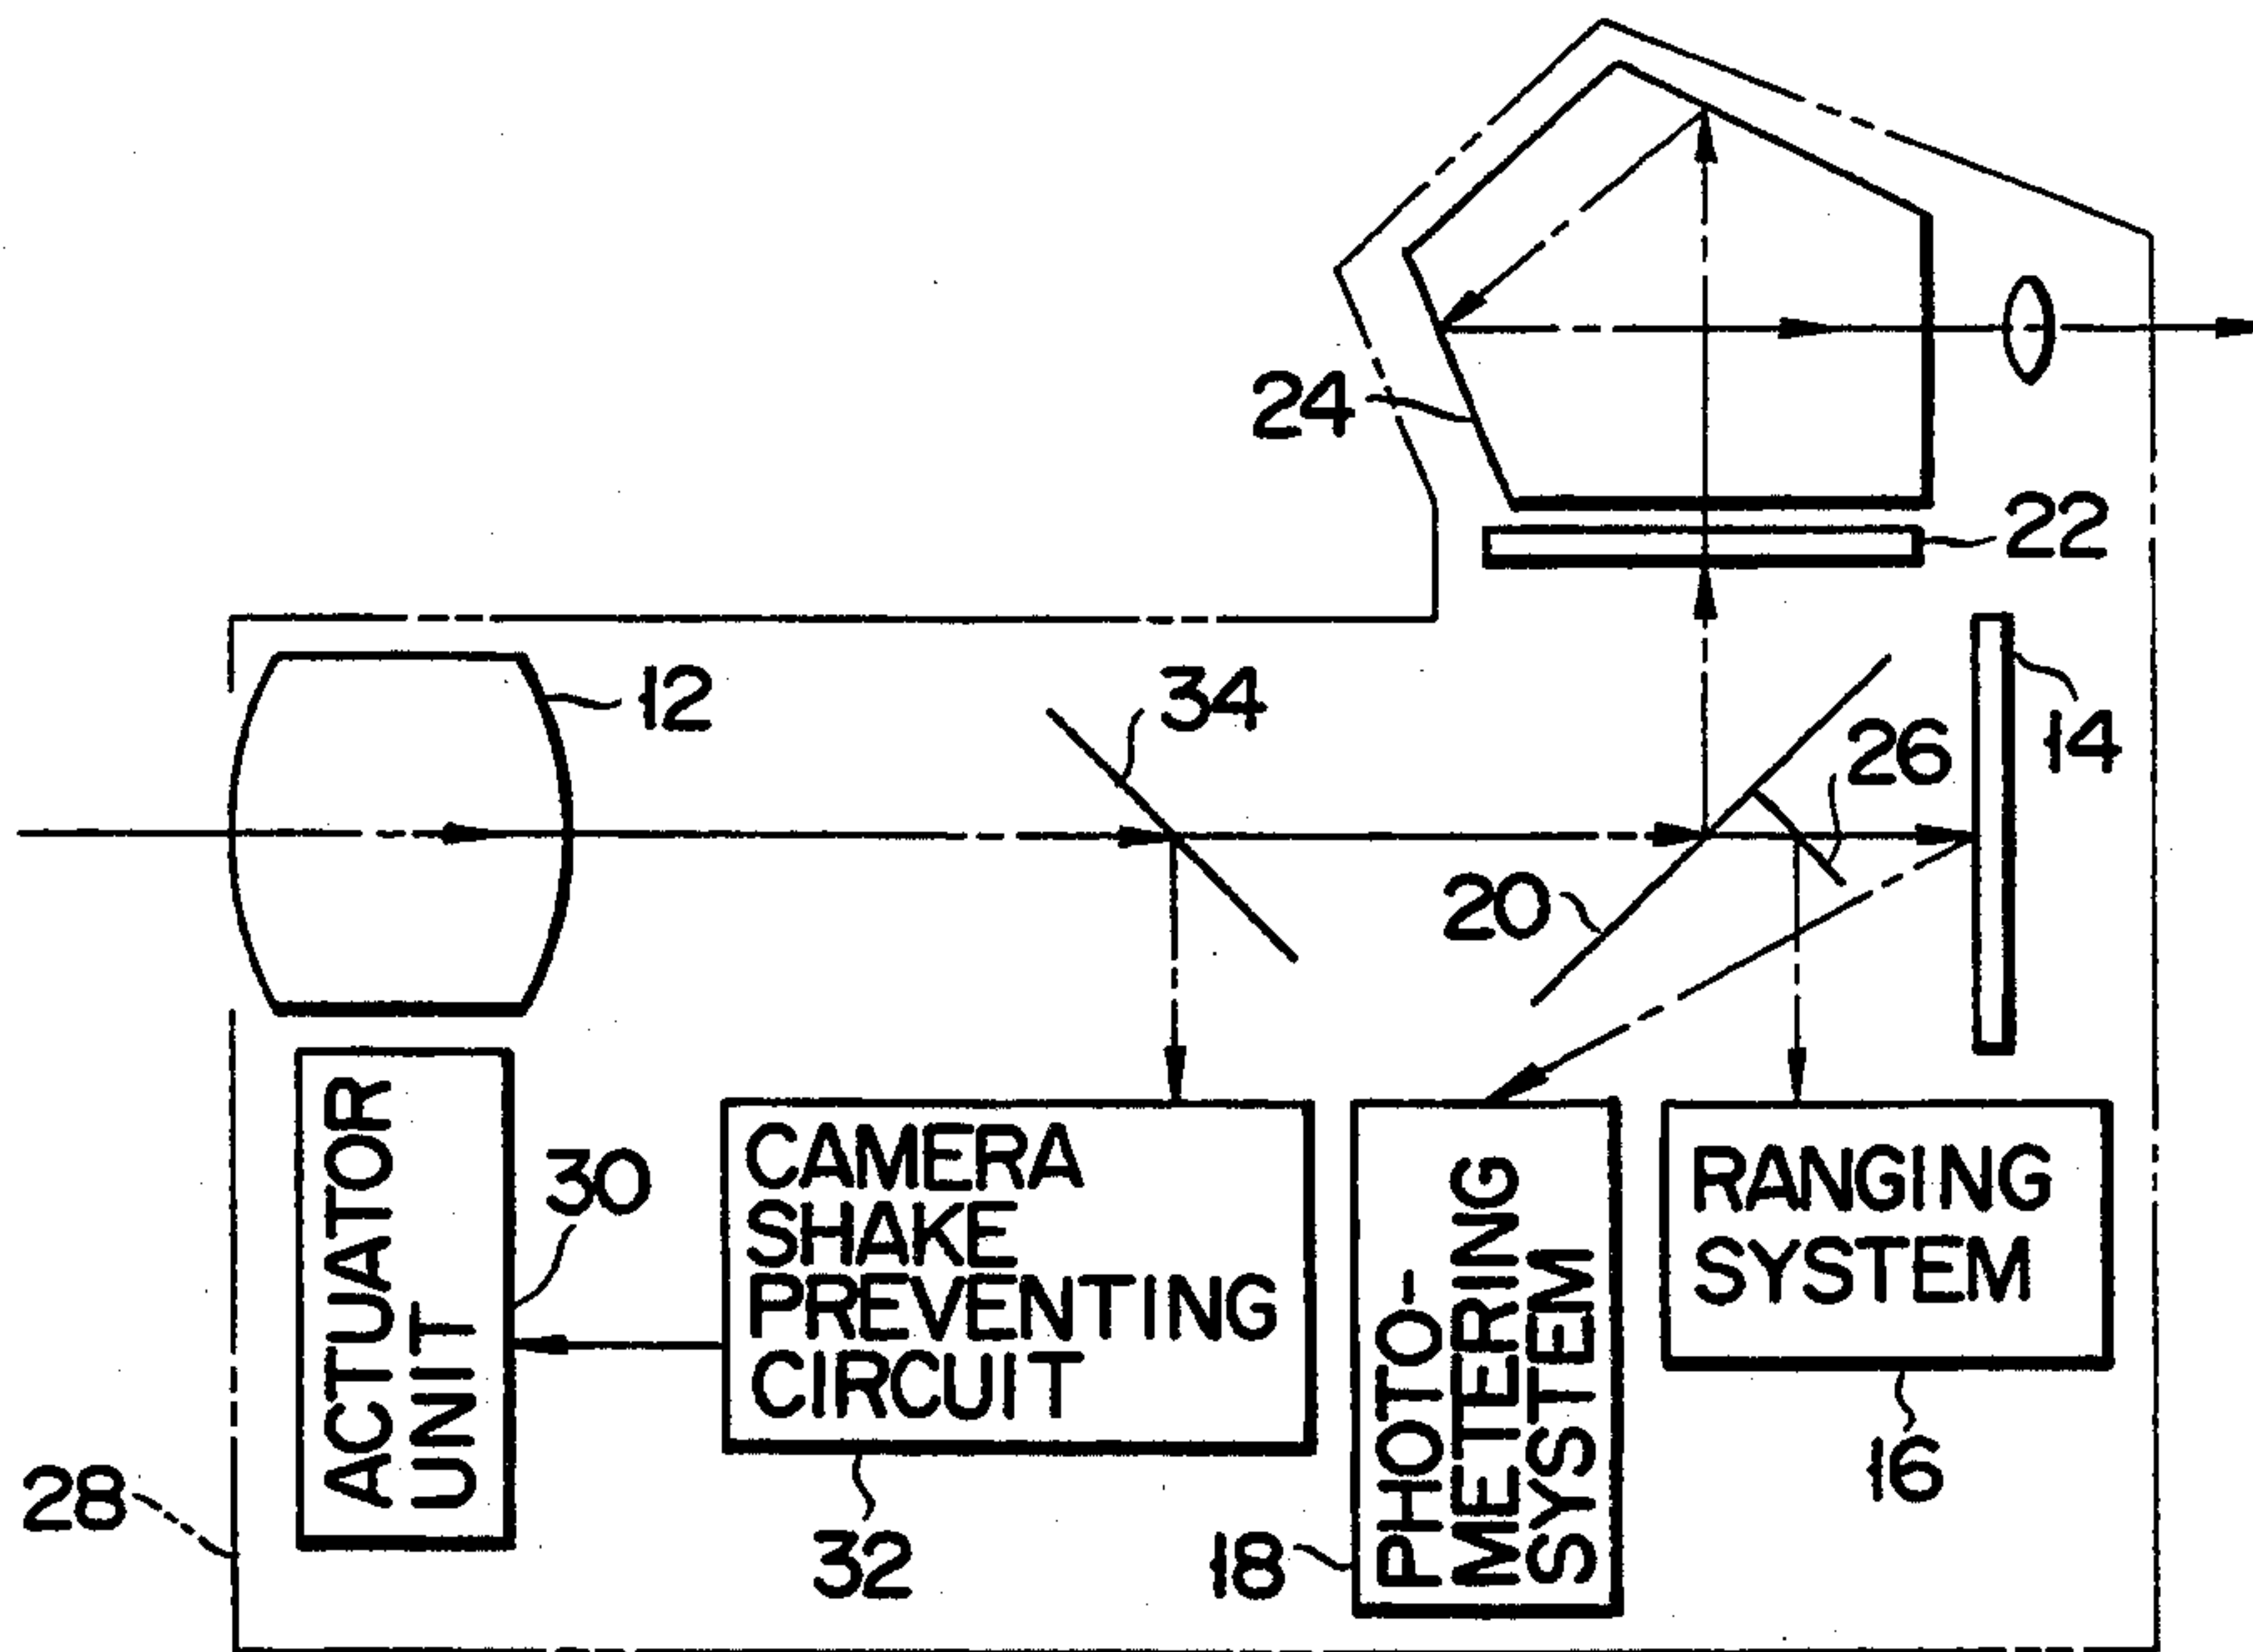 24
22
12
34
26
14
20
ACTUATOR
UNIT
30
CAMERA
SHAKE
PREVENTING
CIRCUIT
PHOTO-
METERING
SYSTEM
RANGING
SYSTEM
28
32
18
16